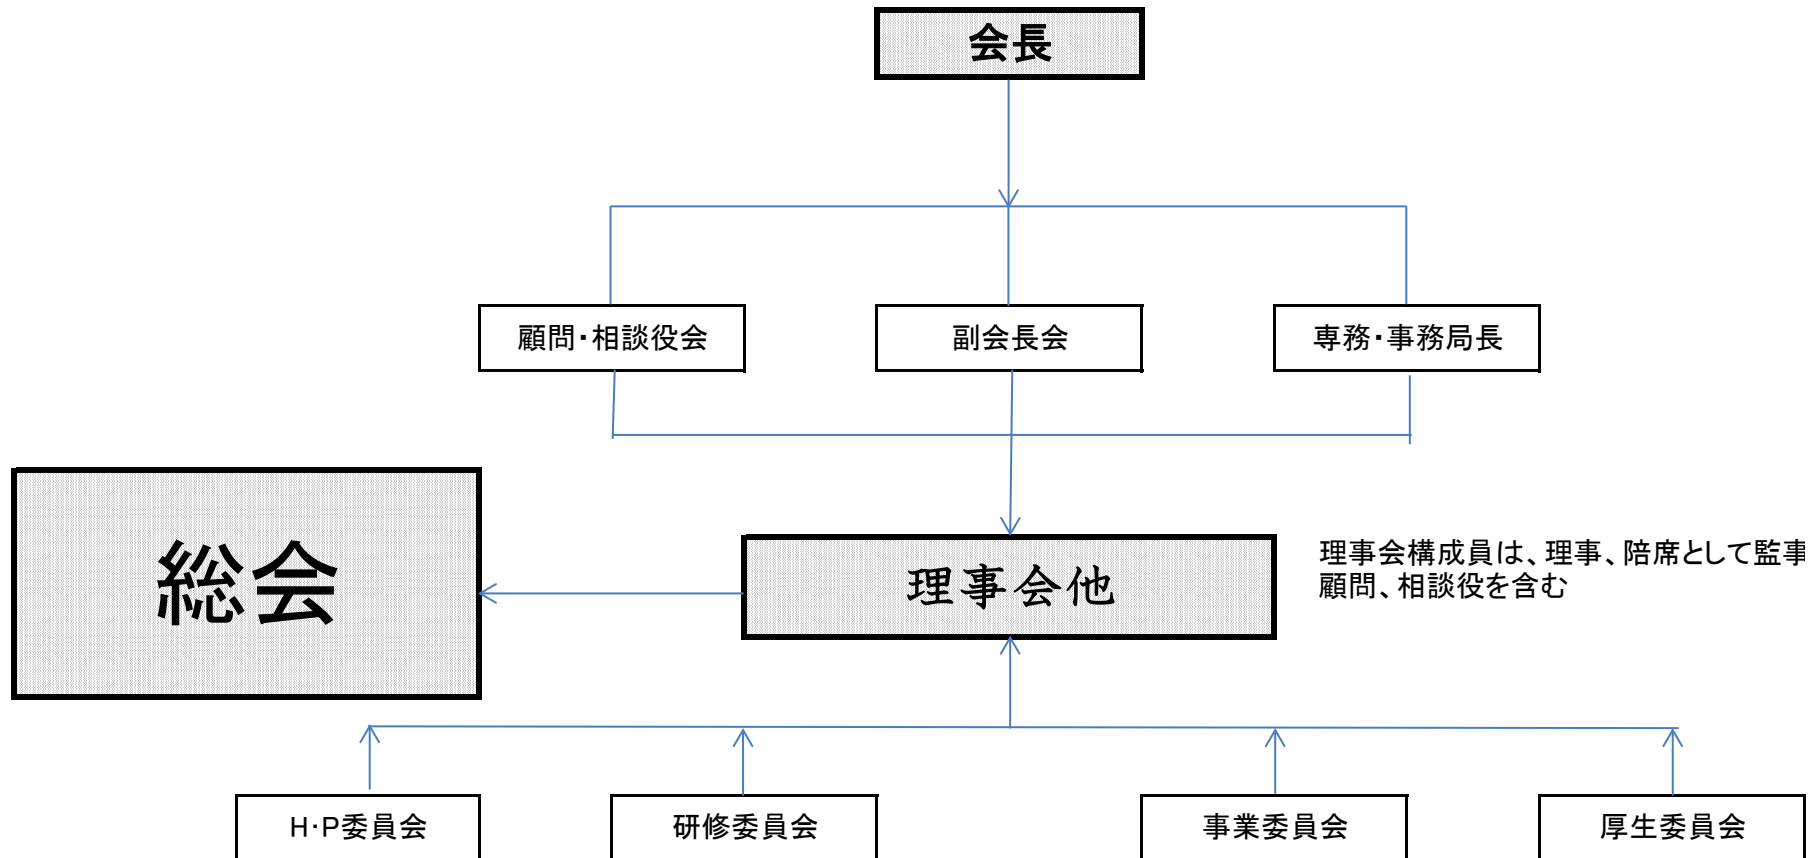 会長
顧問・相談役会
副会長会
専務・事務局長
総会
理事会他
理事会構成員は、理事、陪席として監事
顧問、相談役を含む
H・P委員会
研修委員会
事業委員会
厚生委員会